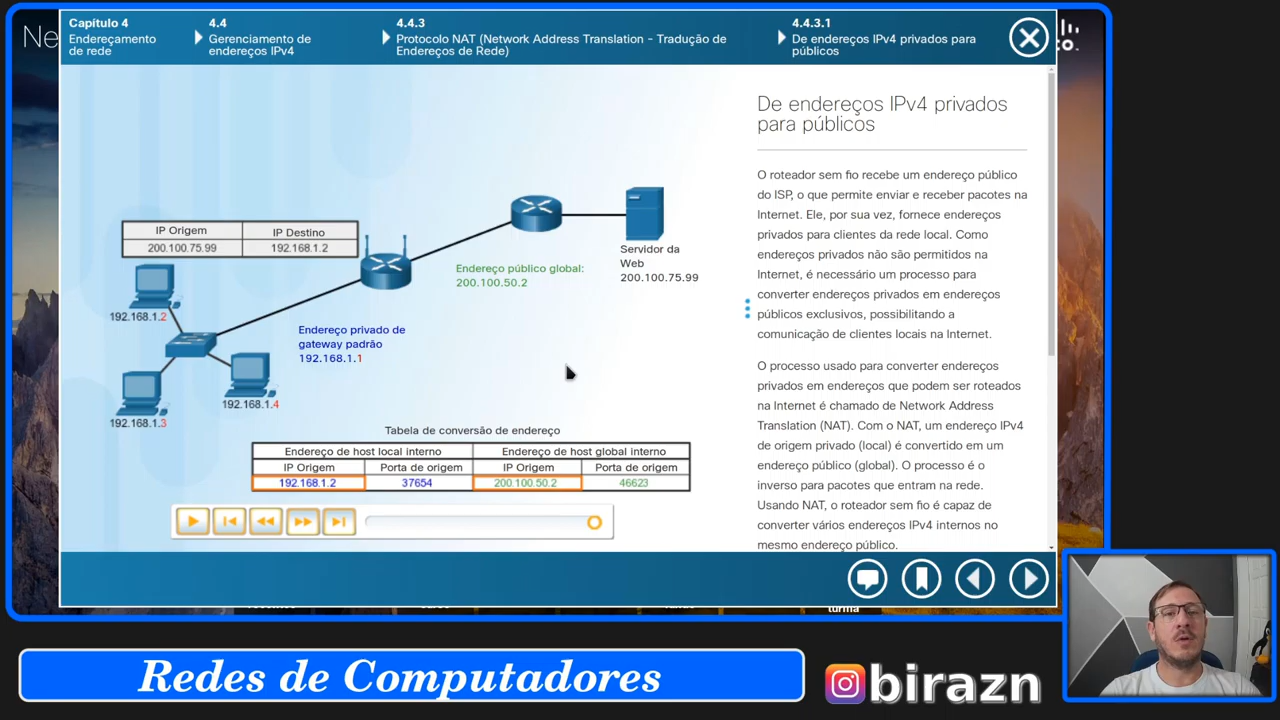 Ne
Capítulo 4
Endereçamento
de rede
4.4
Gerenciamento de
endereços IPv4
4.4.3
Protocolo NAT (Network Address Translation - Tradução
de Endereços de Rede)
4.4.3.1
De endereços IPv4 privados para
públicos
De endereços IPv4 privados
para públicos
O roteador sem fio recebe um endereço público
do ISP, o que permite enviar e receber pacotes na
Internet. Ele, por sua vez, fornece endereços
privados para clientes da rede local. Como
endereços privados não são permitidos na
Internet, é necessário um processo para
converter endereços privados em endereços
públicos exclusivos, possibilitando a
comunicação de clientes locais na Internet.
O processo usado para converter endereços
privados em endereços que podem ser roteados
na Internet é chamado de Network Address
Translation (NAT). Com o NAT, um endereço IPv4
de origem privado (local) é convertido em um
endereço público (global). O processo é o
inverso para pacotes que entram na rede.
Usando NAT, o roteador sem fio é capaz de
converter vários endereços IPv4 internos no
mesmo endereço público.
IP Origem IP Destino
200.100.75.99 192.168.1.2
192.168.1.2
192.168.1.3
192.168.1.4
Endereço privado de
gateway padrão
192.168.1.1
Endereço público global:
200.100.50.2
Servidor da
Web
200.100.75.99
Tabela de conversão de endereço
Endereço de host local interno Endereço de host global interno
IP Origem Porta de origem IP Origem Porta de origem
192.168.1.2 37654 200.100.50.2 46623
turma
Redes de Computadores
birazn